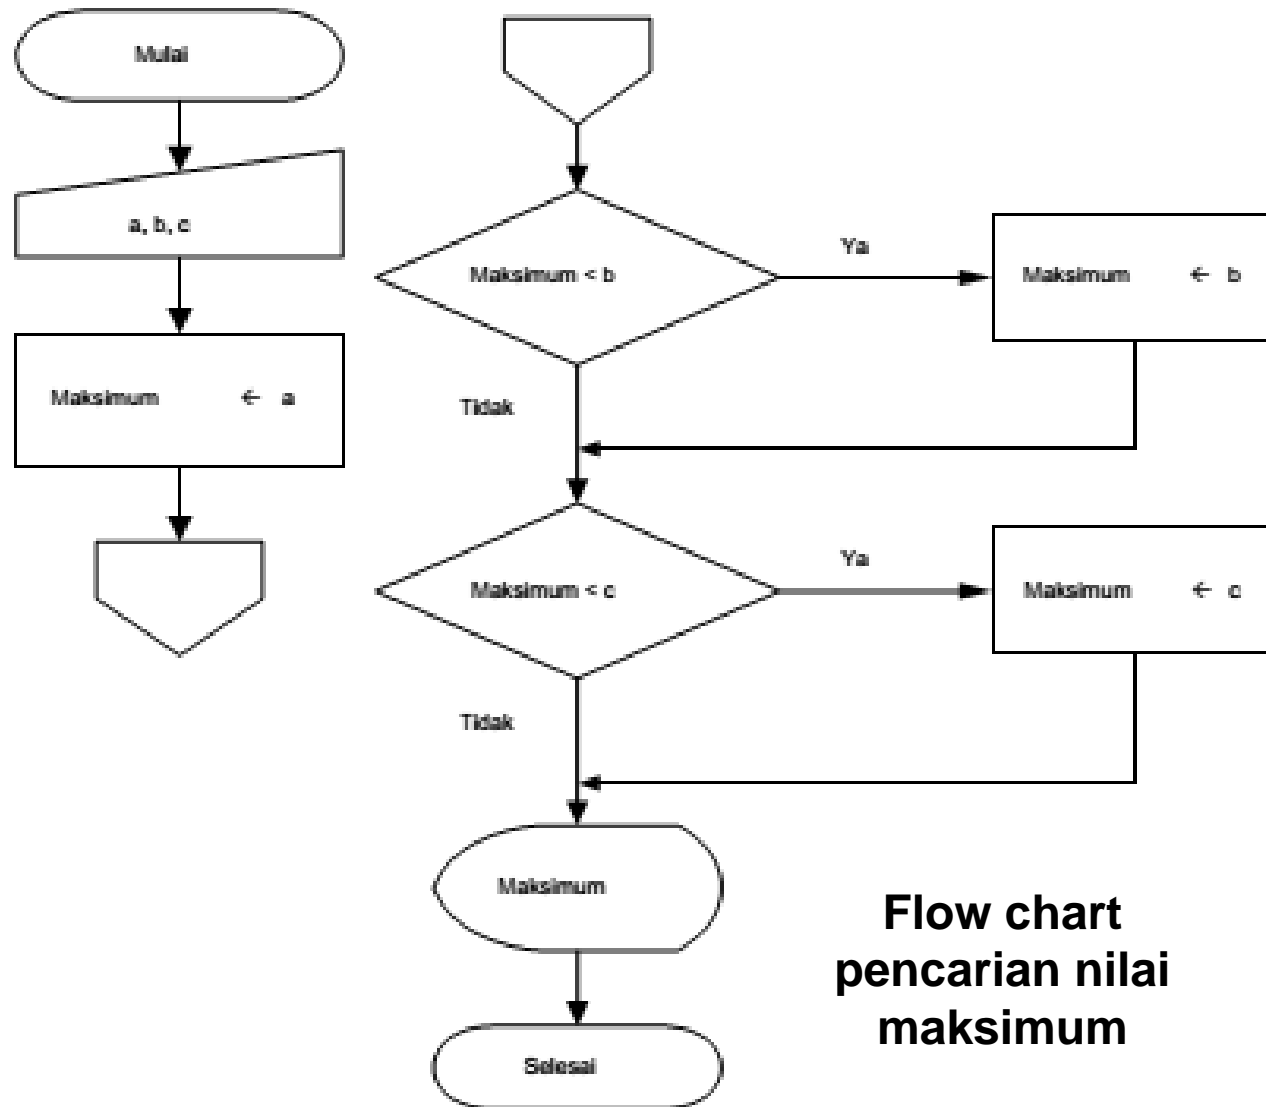 Mulai
a, b, c
Maksimum ← a
Maksimum < b
Ya
Maksimum ← b
Tidak
Maksimum < c
Ya
Maksimum ← c
Tidak
Maksimum
Selesai
Flow chart
pencarian nilai
maksimum